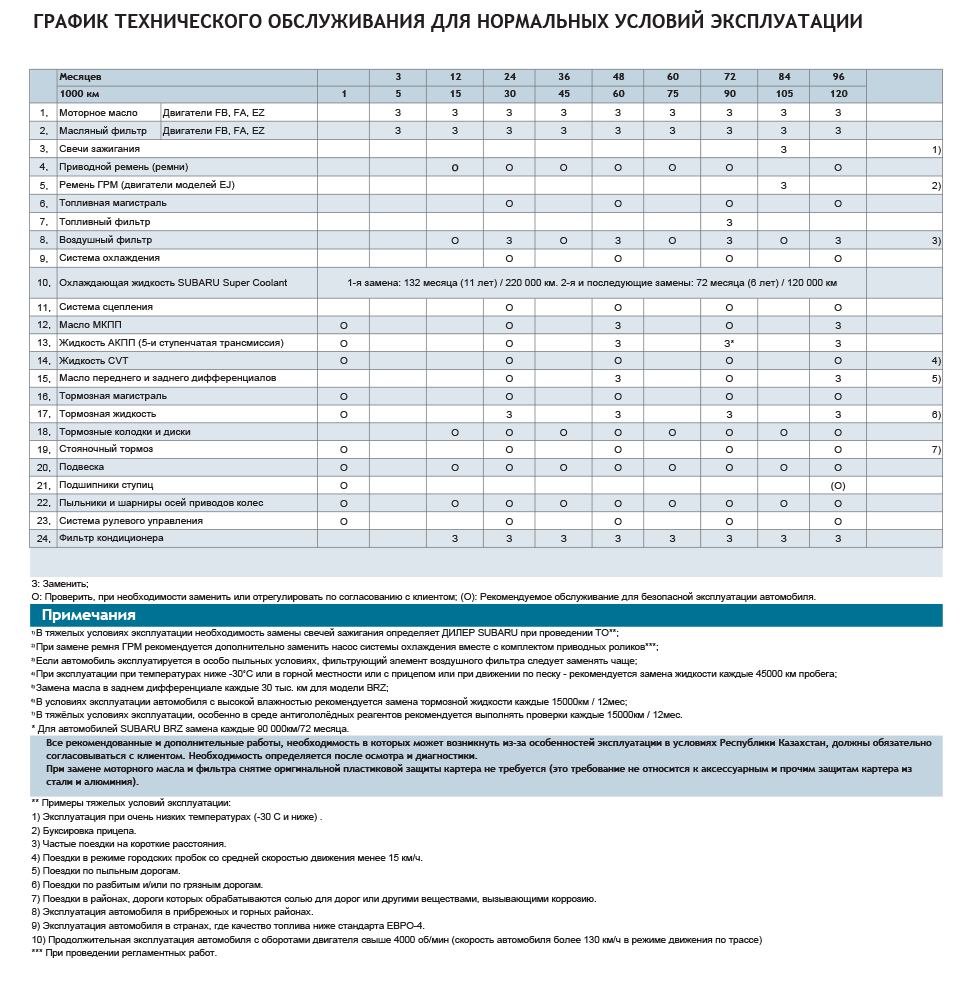 ГРАФИК ТЕХНИЧЕСКОГО ОБСЛУЖИВАНИЯ ДЛЯ НОРМАЛЬНЫХ УСЛОВИЙ ЭКСПЛУАТАЦИИ
Месяцев 3 12 24 36 48 60 72 84 96
1000 км 1 5 15 30 45 60 75 90 105 120
1. Моторное масло Двигатели FB, FA, EZ З З З З З З З З З
2. Масляный фильтр Двигатели FB, FA, EZ З З З З З З З З З
3. Свечи зажигания З 1)
4. Приводной ремень (ремни) О О О О О О О
5. Ремень ГРМ (двигатели моделей EJ) З 2)
6. Топливная магистраль О О О О
7. Топливный фильтр З
8. Воздушный фильтр О З О З О З О З 3)
9. Система охлаждения О О О О
10. Охлаждающая жидкость SUBARU Super Coolant 1-я замена: 132 месяца (11 лет) / 220 000 км. 2-я и последующие замены: 72 месяца (6 лет) / 120 000 км
11. Система сцепления О О О О
12. Масло МКПП О О З О З
13. Жидкость АКПП (5-и ступенчатая трансмиссия) О О З З* З
14. Жидкость CVT О О О О О 4)
15. Масло переднего и заднего дифференциалов О З О З 5)
16. Тормозная магистраль О О О О О
17. Тормозная жидкость О З З З З 6)
18. Тормозные колодки и диски О О О О О О О О
19. Стояночный тормоз О О О О О 7)
20. Подвеска О О О О О О О О О
21. Подшипники ступиц О (О)
22. Пыльники и шарниры осей приводов колес О О О О О О О О О
23. Система рулевого управления О О О О О
24. Фильтр кондиционера З З З З З З З З
З: Заменить;
О: Проверить, при необходимости заменить или отрегулировать по согласованию с клиентом; (О): Рекомендуемое обслуживание для безопасной эксплуатации автомобиля.
Примечания
¹⁾В тяжелых условиях эксплуатации необходимость замены свечей зажигания определяет ДИЛЕР SUBARU при проведении ТО**;
²⁾При замене ремня ГРМ рекомендуется дополнительно заменить насос системы охлаждения вместе с комплектом приводных роликов***;
³⁾Если автомобиль эксплуатируется в особо пыльных условиях, фильтрующий элемент воздушного фильтра следует заменять чаще;
⁴⁾При эксплуатации при температурах ниже -30°С или в горной местности или с прицепом или при движении по песку - рекомендуется замена жидкости каждые 45000 км пробега;
⁵⁾Замена масла в заднем дифференциале каждые 30 тыс. км для модели BRZ;
⁶⁾В условиях эксплуатации автомобиля с высокой влажностью рекомендуется замена тормозной жидкости каждые 15000км / 12мес;
⁷⁾В тяжёлых условиях эксплуатации, особенно в среде антигололёдных реагентов рекомендуется выполнять проверки каждые 15000км / 12мес.
* Для автомобилей SUBARU BRZ замена каждые 90 000км/72 месяца.
Все рекомендованные и дополнительные работы, необходимость в которых может возникнуть из-за особенностей эксплуатации в условиях Республики Казахстан, должны обязательно
согласовываться с клиентом. Необходимость определяется после осмотра и диагностики.
При замене моторного масла и фильтра снятие оригинальной пластиковой защиты картера не требуется (это требование не относится к аксессуарным и прочим защитам картера из
стали и алюминия).
** Примеры тяжелых условий эксплуатации:
1) Эксплуатация при очень низких температурах (-30 С и ниже) .
2) Буксировка прицепа.
3) Частые поездки на короткие расстояния.
4) Поездки в режиме городских пробок со средней скоростью движения менее 15 км/ч.
5) Поездки по пыльным дорогам.
6) Поездки по разбитым и/или по грязным дорогам.
7) Поездки в районах, дороги которых обрабатываются солью для дорог или другими веществами, вызывающими коррозию.
8) Эксплуатация автомобиля в прибрежных и горных районах.
9) Эксплуатация автомобиля в странах, где качество топлива ниже стандарта ЕВРО-4.
10) Продолжительная эксплуатация автомобиля с оборотами двигателя свыше 4000 об/мин (скорость автомобиля более 130 км/ч в режиме движения по трассе)
*** При проведении регламентных работ.